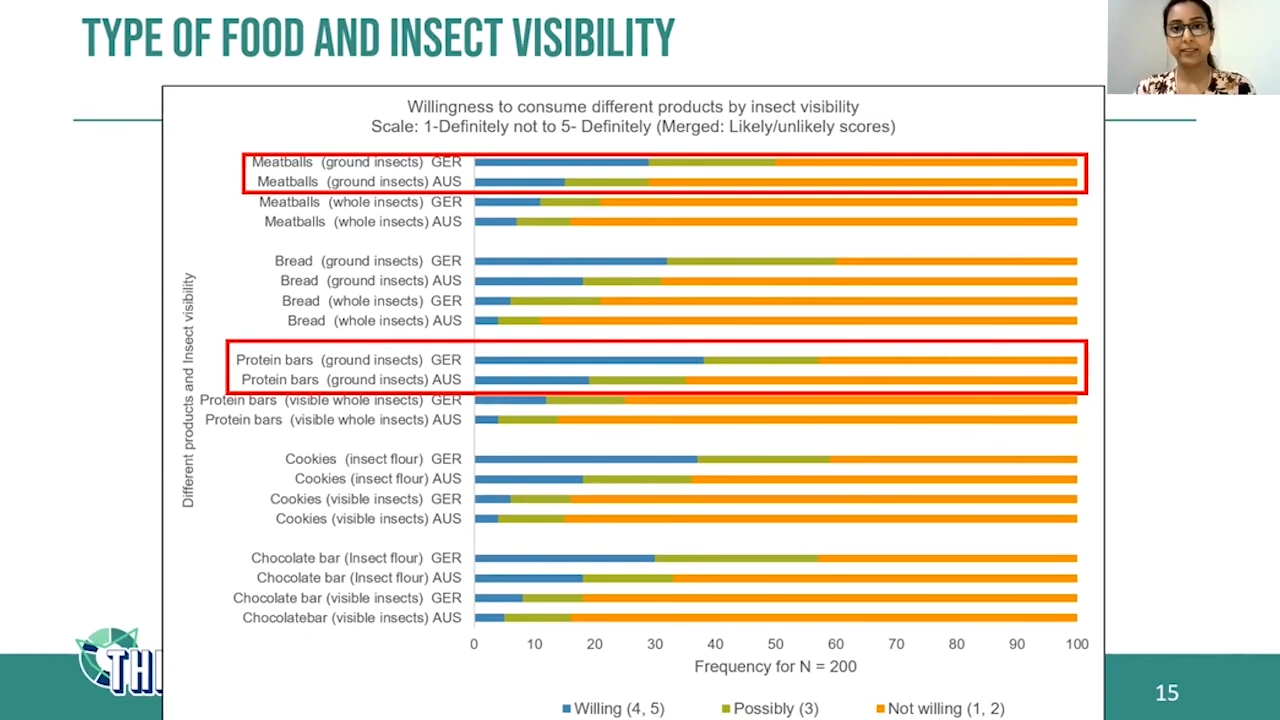 TYPE OF FOOD AND INSECT VISIBILITY
Willingness to consume different products by insect visibility
Scale: 1-Definitely not to 5- Definitely (Merged: Likely/unlikely scores)
Different products and Insect visibility
Meatballs (ground insects) GER
Meatballs (ground insects) AUS
Meatballs (whole insects) GER
Meatballs (whole insects) AUS
Bread (ground insects) GER
Bread (ground insects) AUS
Bread (whole insects) GER
Bread (whole insects) AUS
Protein bars (ground insects) GER
Protein bars (ground insects) AUS
Protein bars (visible whole insects) GER
Protein bars (visible whole insects) AUS
Cookies (insect flour) GER
Cookies (insect flour) AUS
Cookies (visible insects) GER
Cookies (visible insects) AUS
Chocolate bar (Insect flour) GER
Chocolate bar (Insect flour) AUS
Chocolate bar (visible insects) GER
Chocolatebar (visible insects) AUS
0 10 20 30 40 50 60 70 80 90 100
Frequency for N = 200
Willing (4, 5) Possibly (3) Not willing (1, 2)
15